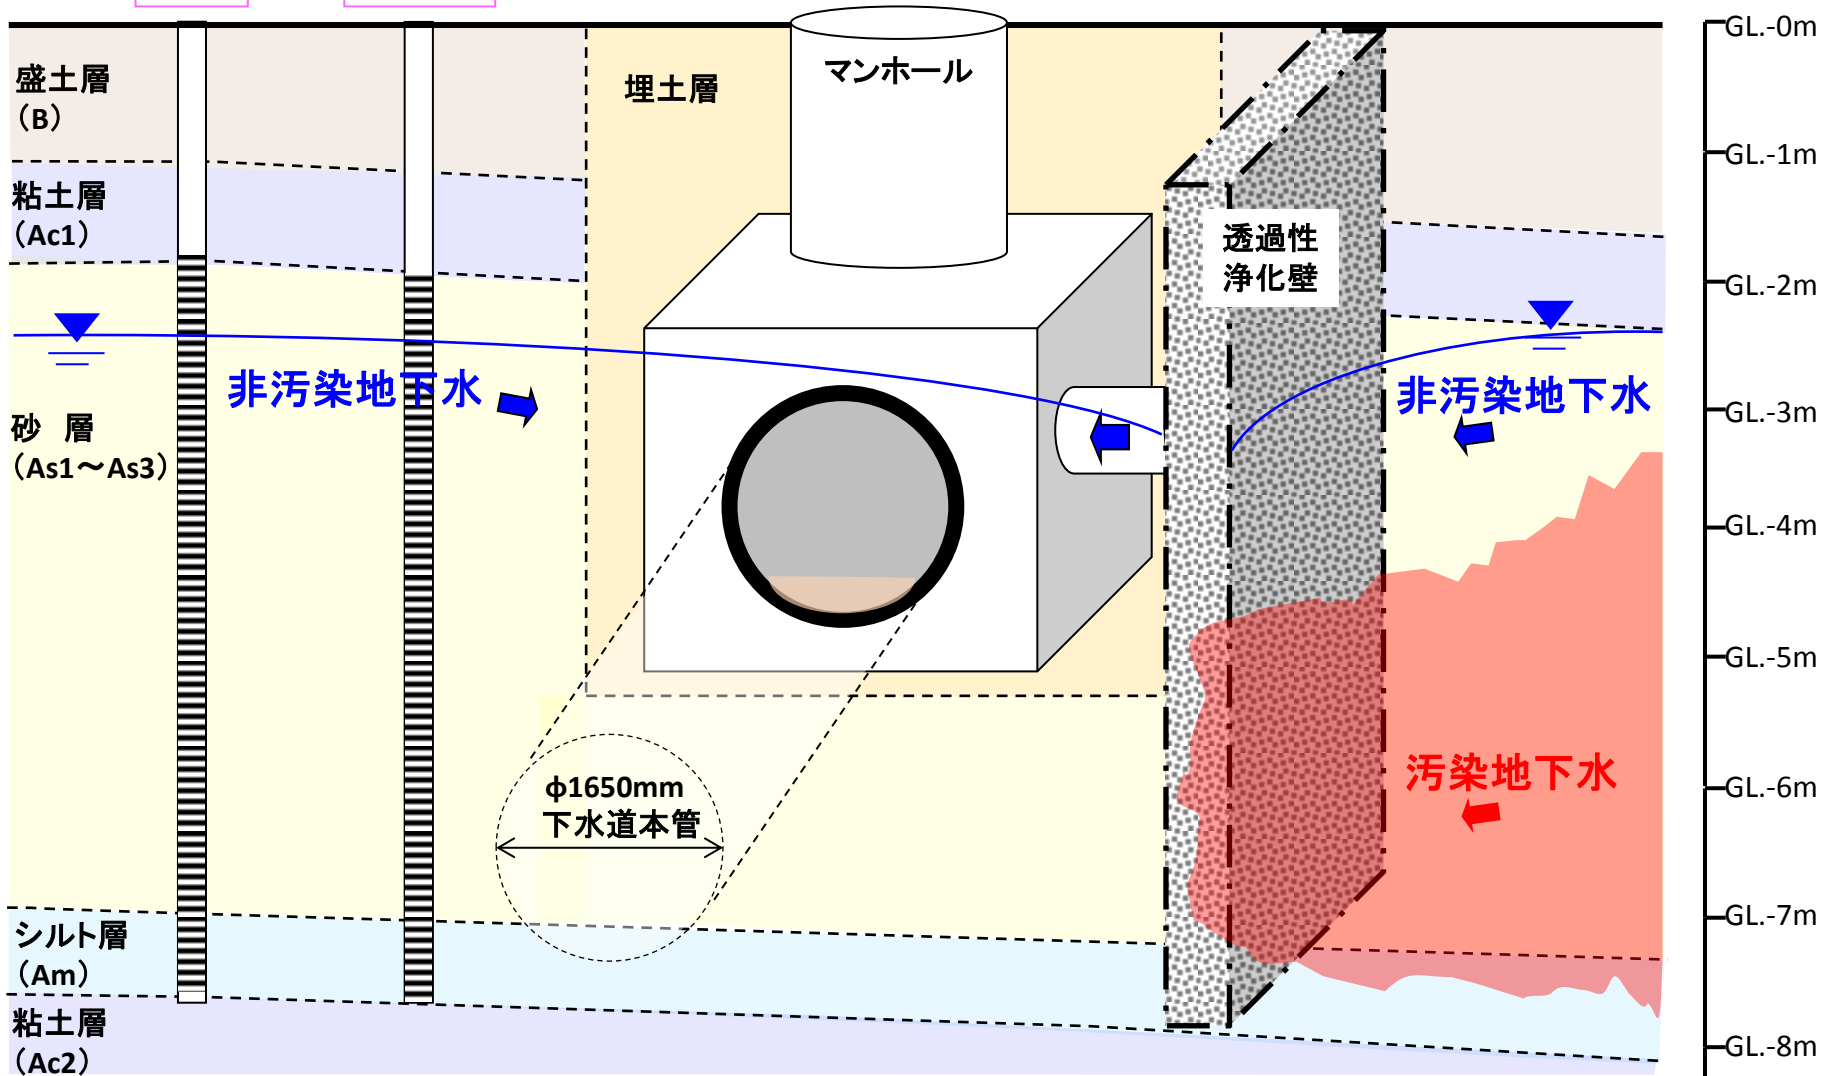 GL.-0m
盛土層
(B)
埋土層
マンホール
GL.-1m
粘土層
(Ac1)
透過性
浄化壁
GL.-2m
非汚染地下水
非汚染地下水
GL.-3m
砂 層
(As1～As3)
GL.-4m
GL.-5m
汚染地下水
GL.-6m
φ1650mm
下水道本管
GL.-7m
シルト層
(Am)
粘土層
(Ac2)
GL.-8m